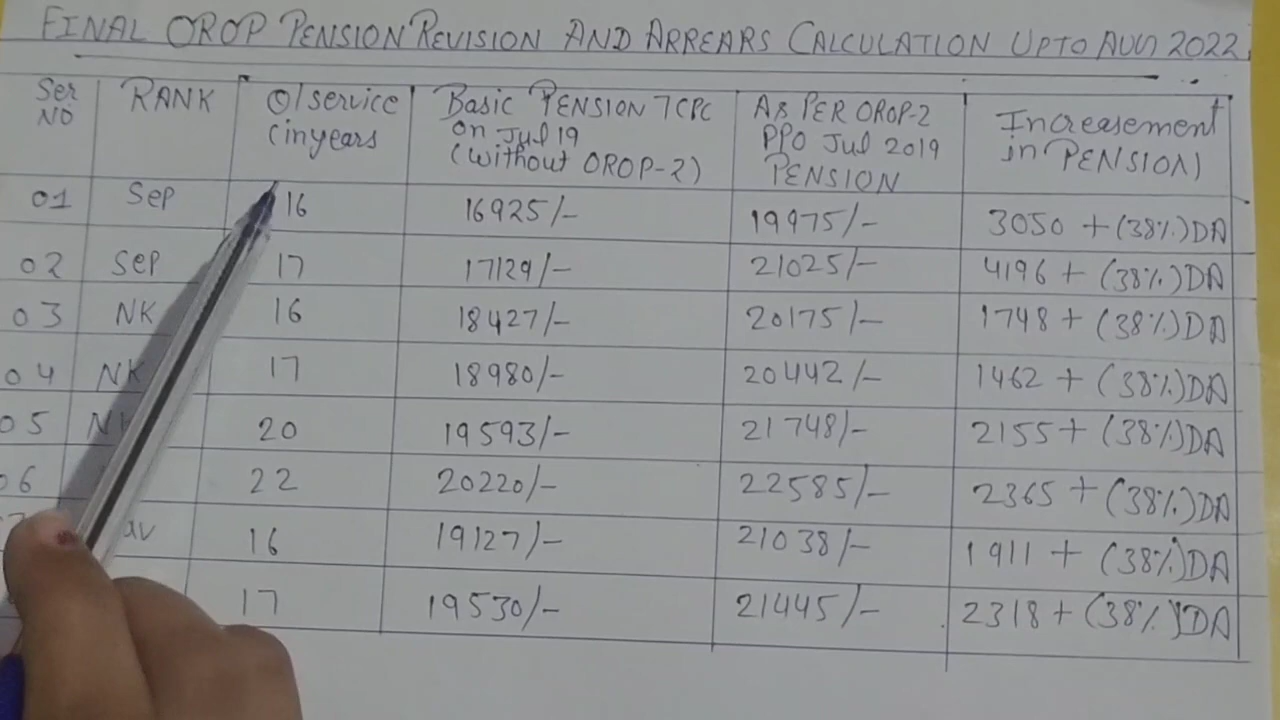 FINAL OROP PENSION REVISION AND ARREARS CALCULATION UPTO AUG 2022
Ser NO RANK Q/service (in years Basic PENSION 7CPC on Jul 19 (without OROP-2) AS PER OROP-2 PPO Jul 2019 PENSION Increasement in PENSION)
01 Sep 16 16925/- 19975/- 3050 + (38%)DA
02 Sep 17 17129/- 21025/- 4196 + (38%)DA
03 NK 16 18427/- 20175/- 1748 + (38%)DA
04 NK 17 18980/- 20442/- 1462 + (38%)DA
05 20 19593/- 21748/- 2155 + (38%)DA
06 22 20220/- 22585/- 2365 + (38%)DA
16 19127/- 21038/- 1911 + (38%)DA
17 19530/- 21445/- 2318 + (38%)DA